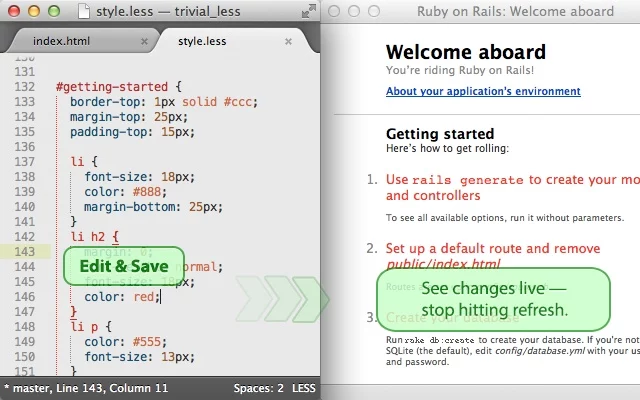 style.less — trivial_less
index.html
style.less
131
132 #getting-started {
133 border-top: 1px solid #ccc;
134 margin-top: 25px;
135 padding-top: 15px;
136
137 li {
138 font-size: 18px;
139 color: #888;
140 margin-bottom: 25px;
141 }
142 li h2 {
143 margin: 0;
144 normal;
145 font-size: 18px;
146 color: red;
147 }
148 li p {
149 color: #555;
150 font-size: 13px;
151 }
Edit & Save
* master, Line 143, Column 11
Spaces: 2 LESS
Ruby on Rails: Welcome aboard
Welcome aboard
You're riding Ruby on Rails!
About your application's environment
Getting started
Here's how to get rolling:
1. Use rails generate to create your mo
and controllers
To see all available options, run it without parameters.
2. Set up a default route and remove
public/index.html
Routes
See changes live —
stop hitting refresh.
3. Create your database
Run rake db:create to create your database. If you're not
SQLite (the default), edit config/database.yml with your us
and password.